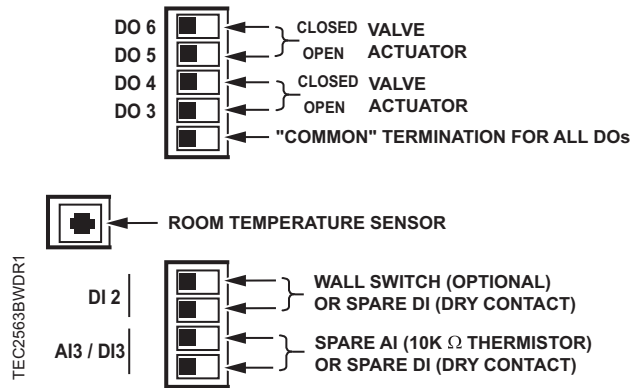 DO 6 CLOSED VALVE
DO 5 OPEN ACTUATOR
DO 4 CLOSED VALVE
DO 3 OPEN ACTUATOR
"COMMON" TERMINATION FOR ALL DOs
ROOM TEMPERATURE SENSOR
DI 2 WALL SWITCH (OPTIONAL)
OR SPARE DI (DRY CONTACT)
AI3 / DI3 SPARE AI (10K Ω THERMISTOR)
OR SPARE DI (DRY CONTACT)
TEC2563BWDR1